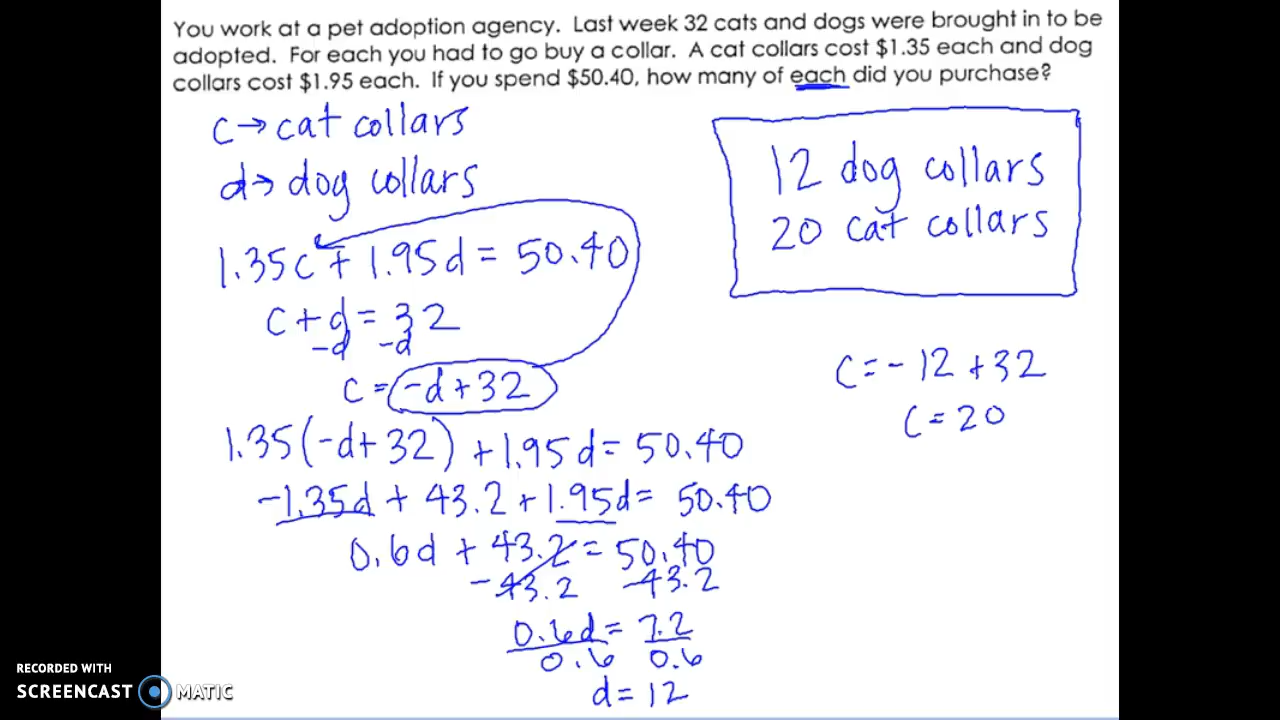 You work at a pet adoption agency. Last week 32 cats and dogs were brought in to be
adopted. For each you had to go buy a collar. A cat collars cost $1.35 each and dog
collars cost $1.95 each. If you spend $50.40, how many of each did you purchase?
c → cat collars
d → dog collars
1.35c + 1.95d = 50.40
c + d = 32
-d -d
c = -d + 32
1.35(-d + 32) + 1.95d = 50.40
-1.35d + 43.2 + 1.95d = 50.40
0.6d + 43.2 = 50.40
-43.2 -43.2
0.6d = 7.2
0.6 0.6
d = 12
12 dog collars
20 cat collars
c = -12 + 32
c = 20
RECORDED WITH
SCREENCAST MATIC